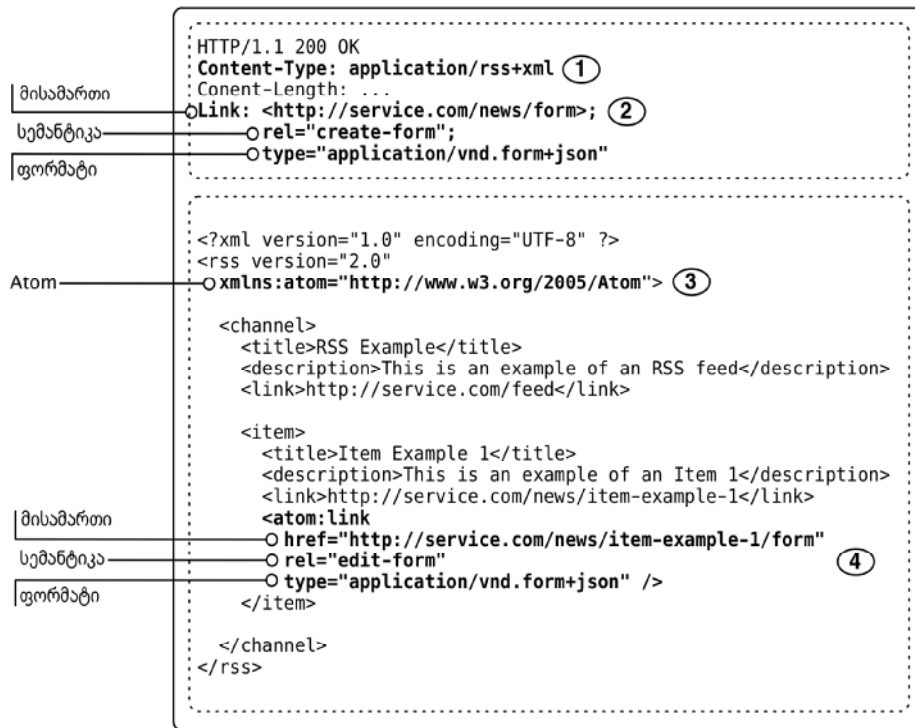 HTTP/1.1 200 OK
Content-Type: application/rss+xml 1
Conent-Length: ...
მისამართი
Link: <http://service.com/news/form>; 2
სემანტიკა
rel="create-form";
ფორმატი
type="application/vnd.form+json"
<?xml version="1.0" encoding="UTF-8" ?>
<rss version="2.0"
Atom
xmlns:atom="http://www.w3.org/2005/Atom"> 3
<channel>
<title>RSS Example</title>
<description>This is an example of an RSS feed</description>
<link>http://service.com/feed</link>
<item>
<title>Item Example 1</title>
<description>This is an example of an Item 1</description>
<link>http://service.com/news/item-example-1</link>
<atom:link
მისამართი
href="http://service.com/news/item-example-1/form"
სემანტიკა
rel="edit-form" 4
ფორმატი
type="application/vnd.form+json" />
</item>
</channel>
</rss>